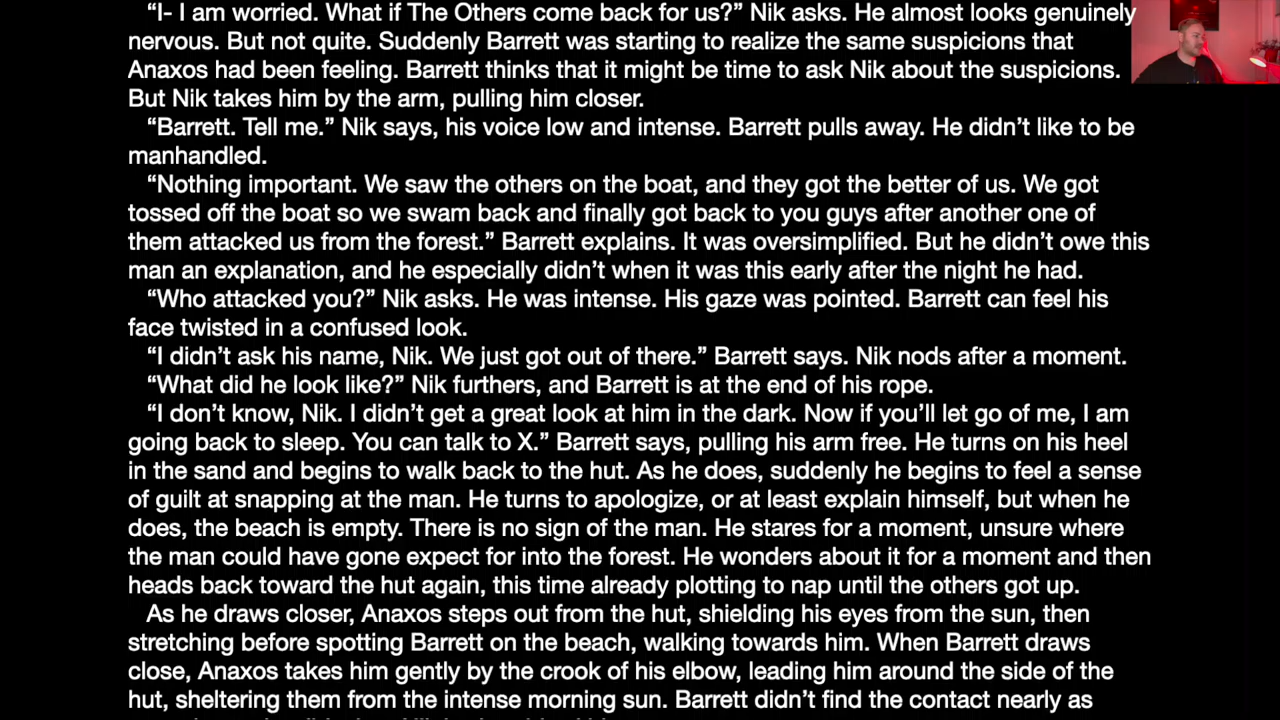 “I- I am worried. What if The Others come back for us?” Nik asks. He almost looks genuinely
nervous. But not quite. Suddenly Barrett was starting to realize the same suspicions that
Anaxos had been feeling. Barrett thinks that it might be time to ask Nik about the suspicions.
But Nik takes him by the arm, pulling him closer.
“Barrett. Tell me.” Nik says, his voice low and intense. Barrett pulls away. He didn’t like to be
manhandled.
“Nothing important. We saw the others on the boat, and they got the better of us. We got
tossed off the boat so we swam back and finally got back to you guys after another one of
them attacked us from the forest.” Barrett explains. It was oversimplified. But he didn’t owe this
man an explanation, and he especially didn’t when it was this early after the night he had.
“Who attacked you?” Nik asks. He was intense. His gaze was pointed. Barrett can feel his
face twisted in a confused look.
“I didn’t ask his name, Nik. We just got out of there.” Barrett says. Nik nods after a moment.
“What did he look like?” Nik furthers, and Barrett is at the end of his rope.
“I don’t know, Nik. I didn’t get a great look at him in the dark. Now if you’ll let go of me, I am
going back to sleep. You can talk to X.” Barrett says, pulling his arm free. He turns on his heel
in the sand and begins to walk back to the hut. As he does, suddenly he begins to feel a sense
of guilt at snapping at the man. He turns to apologize, or at least explain himself, but when he
does, the beach is empty. There is no sign of the man. He stares for a moment, unsure where
the man could have gone expect for into the forest. He wonders about it for a moment and then
heads back toward the hut again, this time already plotting to nap until the others got up.
As he draws closer, Anaxos steps out from the hut, shielding his eyes from the sun, then
stretching before spotting Barrett on the beach, walking towards him. When Barrett draws
close, Anaxos takes him gently by the crook of his elbow, leading him around the side of the
hut, sheltering them from the intense morning sun. Barrett didn’t find the contact nearly as